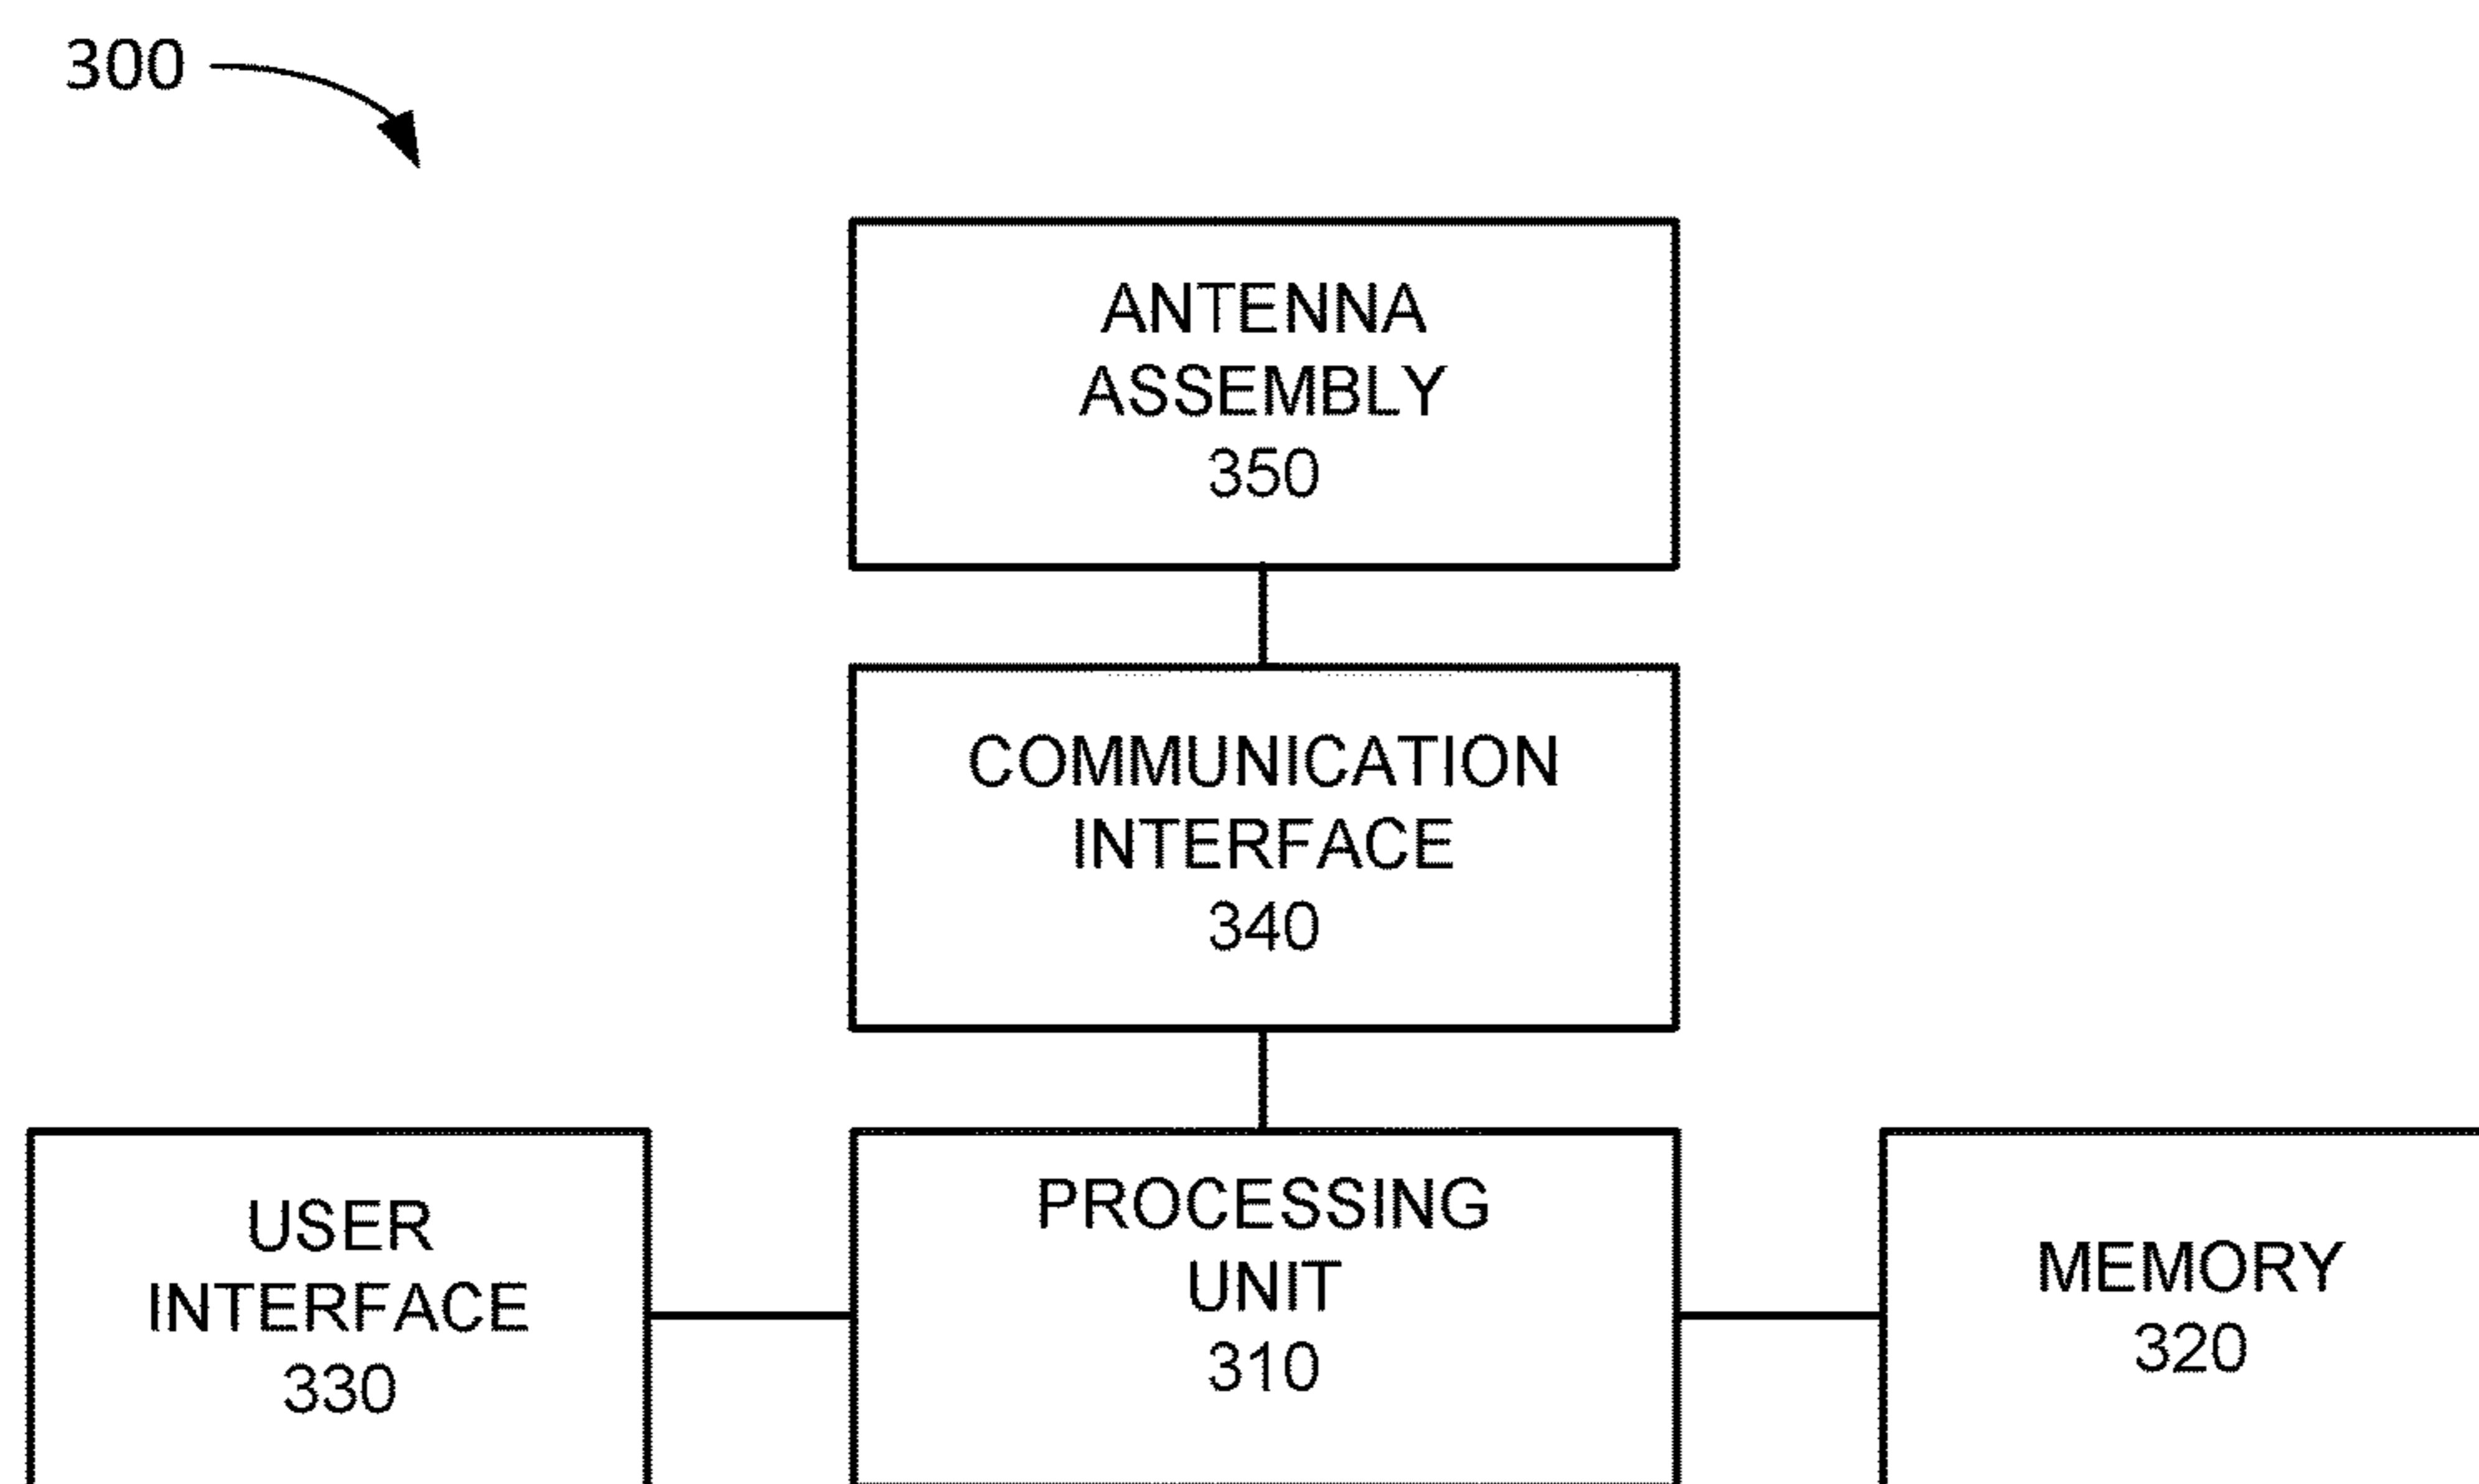 300
ANTENNA
ASSEMBLY
350
COMMUNICATION
INTERFACE
340
USER
INTERFACE
330
PROCESSING
UNIT
310
MEMORY
320